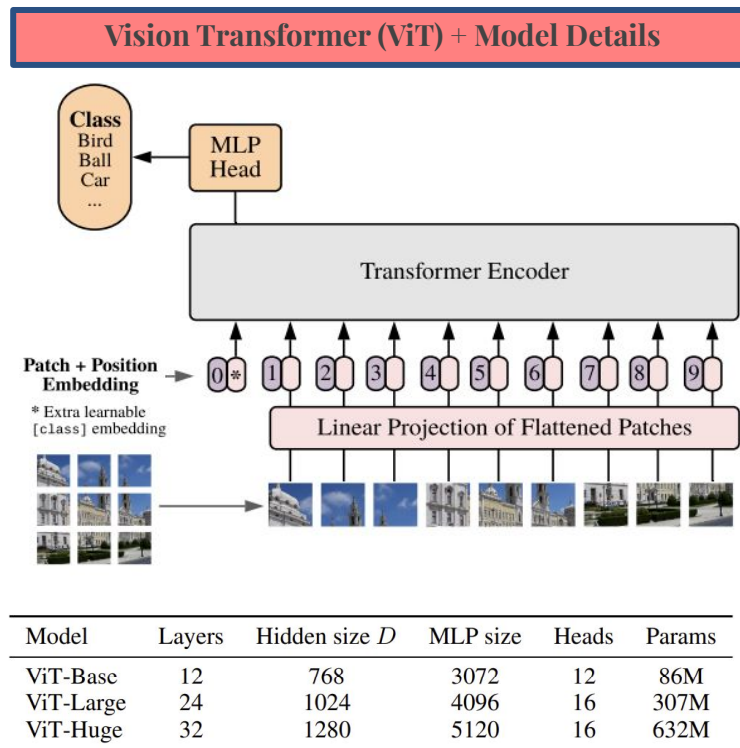 Vision Transformer (ViT) + Model Details
Class
Bird
Ball
Car
...
MLP
Head
Transformer Encoder
Patch + Position
Embedding
0 * 1 2 3 4 5 6 7 8 9
* Extra learnable
[class] embedding
Linear Projection of Flattened Patches
Model Layers Hidden size D MLP size Heads Params
ViT-Base 12 768 3072 12 86M
ViT-Large 24 1024 4096 16 307M
ViT-Huge 32 1280 5120 16 632M